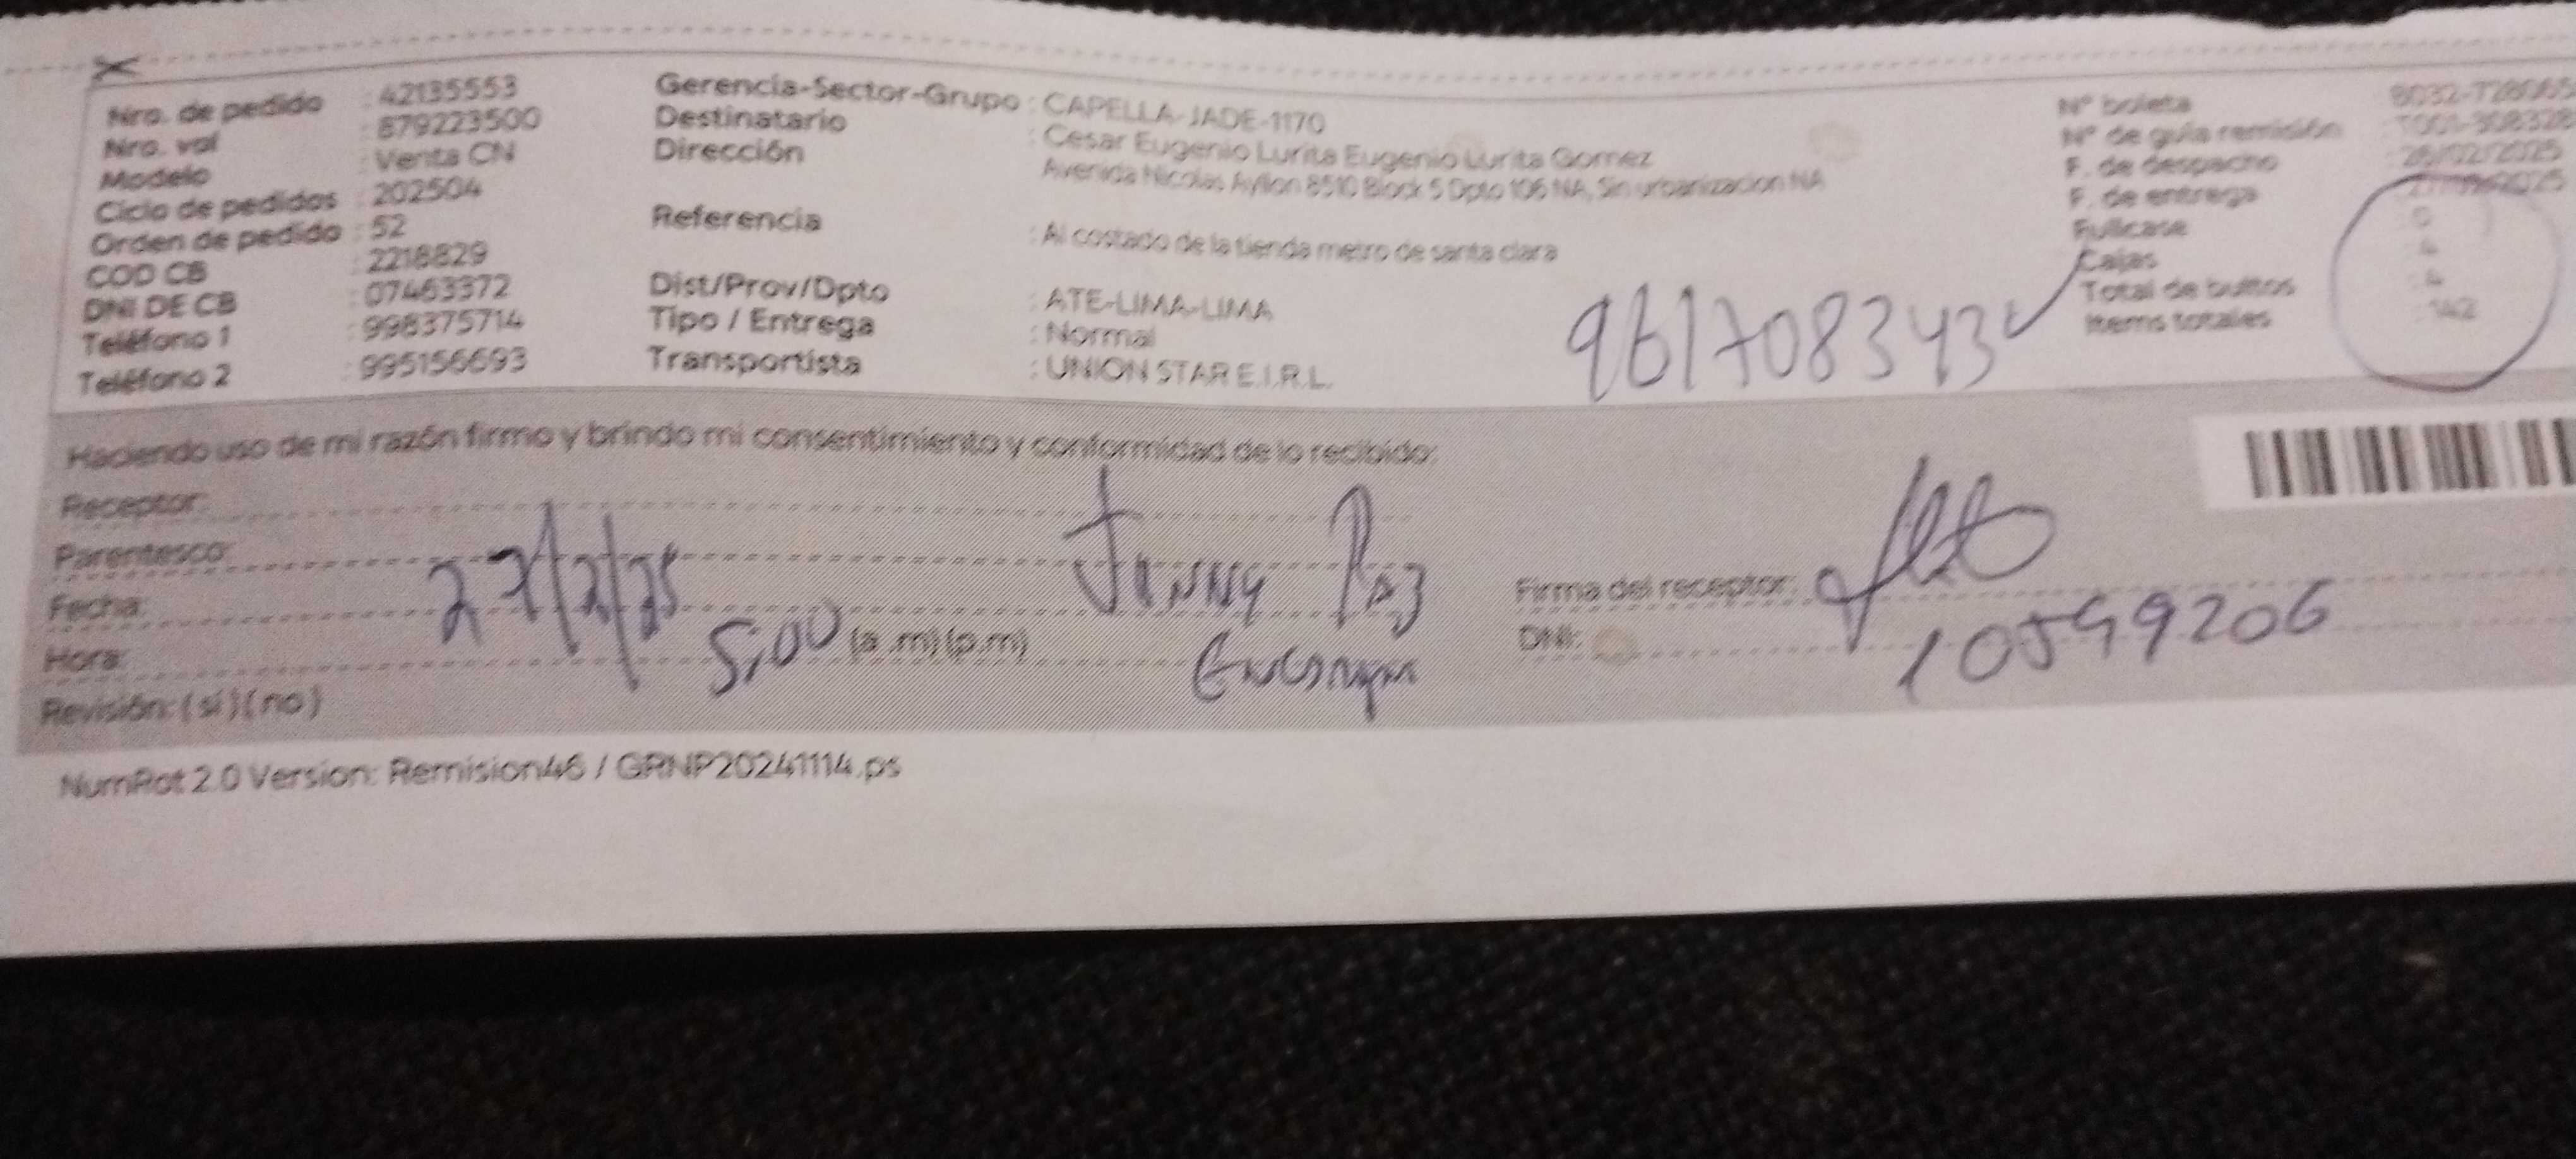 Nro. de pedido : 42135553
Nro. val : 879223500
Modelo : Venta CN
Ciclo de pedidos : 202504
Orden de pedido : 52
COD CB : 2218829
DNI DE CB : 07463372
Teléfono 1 : 998375714
Teléfono 2 : 995156693
Gerencia-Sector-Grupo : CAPELLA-JADE-1170
Destinatario : Cesar Eugenio Lurita Eugenio Lurita Gomez
Dirección : Avenida Nicolas Ayllon 8510 Block 5 Dpto 106 NA, Sin urbanizacion NA
Referencia : Al costado de la tienda metro de santa clara
Dist/Prov/Dpto : ATE-LIMA-LIMA
Tipo / Entrega : Normal
Transportista : UNION STAR E.I.R.L.
961708343
N° boleta
N° de guia remisión
F. de despacho : 26/02/2025
F. de entrega
Fullcase : 0
Cajas : 4
Total de bultos : 4
Items totales : 142
Haciendo uso de mi razón firmo y brindo mi consentimiento y conformidad de lo recibido:
Receptor:
Parentesco:
Fecha: 27/2/25
Hora: 5:00 (a .m) (p.m)
Revisión: ( si ) ( no )
Paz
Firma del receptor:
DNI: 10599206
NumRot 2.0 Version: Remision46 / GRNP20241114.ps